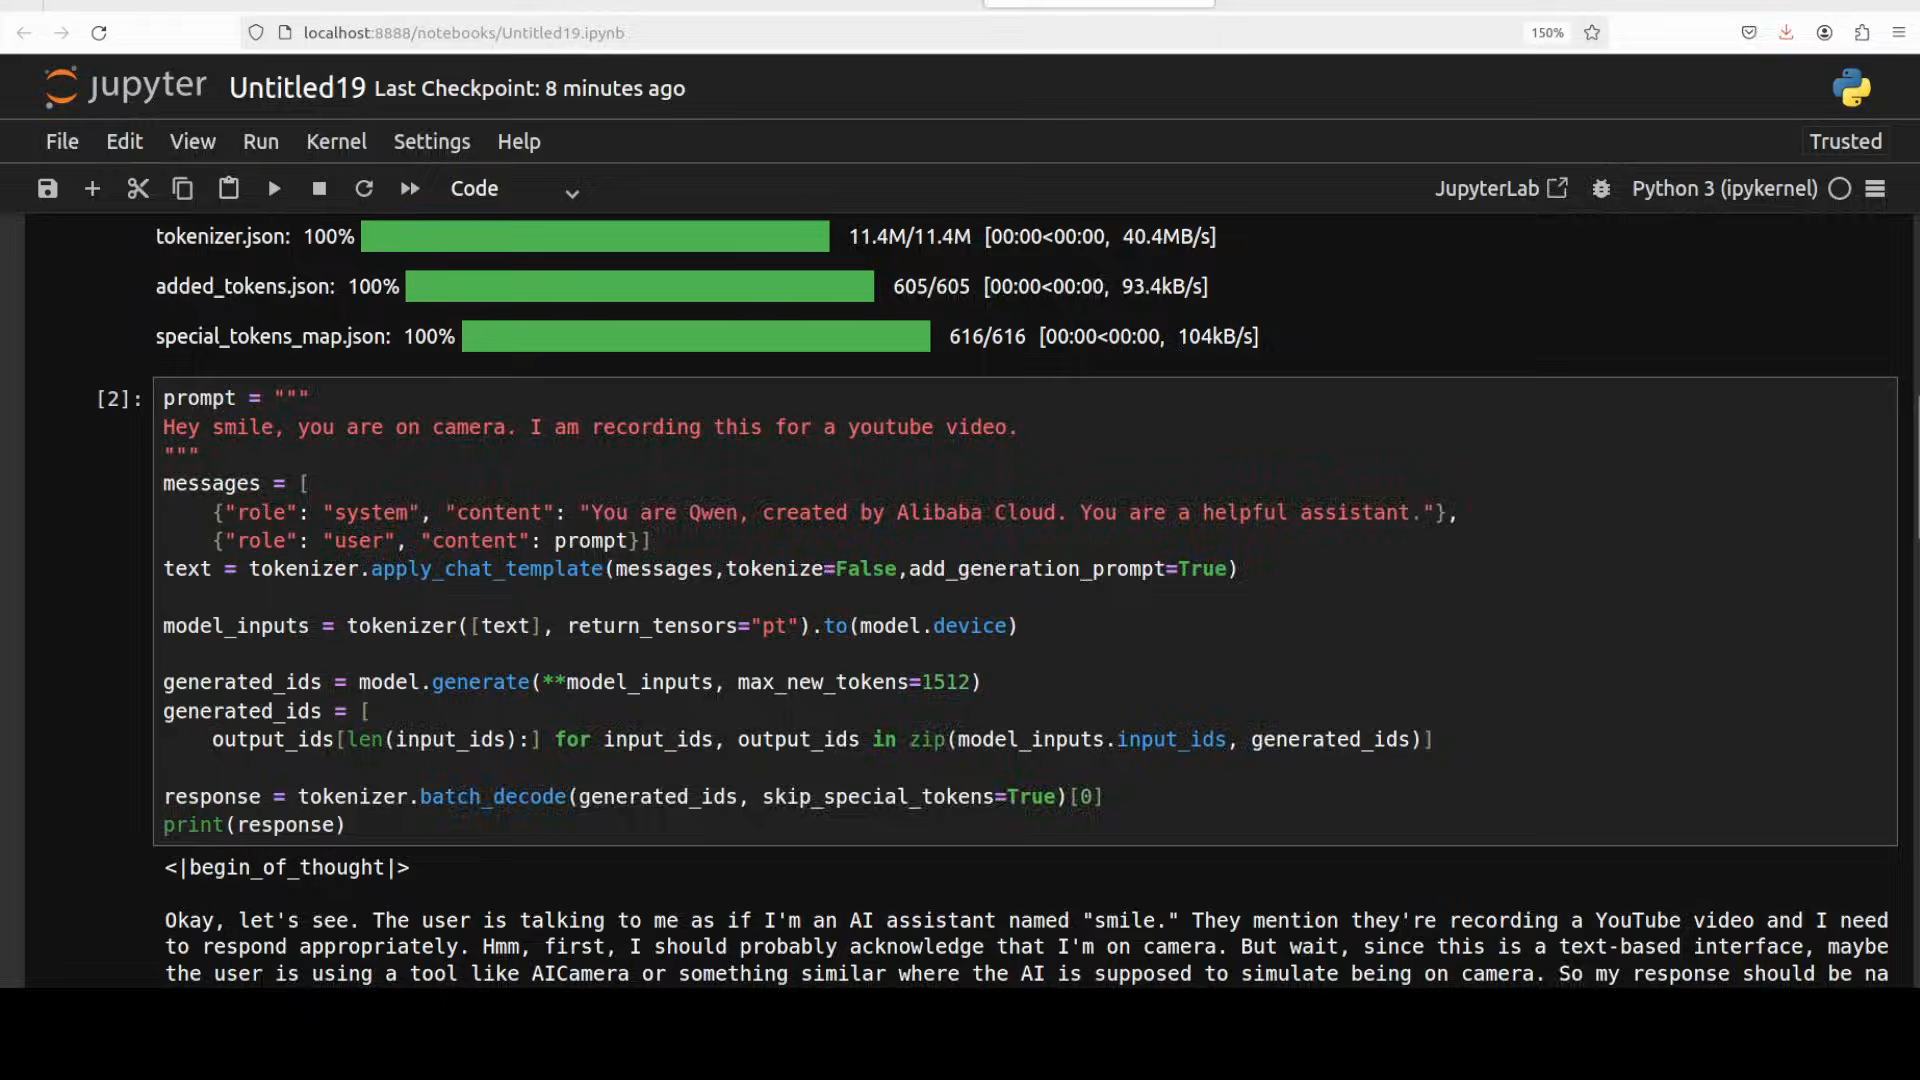 localhost:8888/notebooks/Untitled19.ipynb
150%
jupyter Untitled19 Last Checkpoint: 8 minutes ago
File Edit View Run Kernel Settings Help
Trusted
Code
JupyterLab
Python 3 (ipykernel)
tokenizer.json: 100% 11.4M/11.4M [00:00<00:00, 40.4MB/s]
added_tokens.json: 100% 605/605 [00:00<00:00, 93.4kB/s]
special_tokens_map.json: 100% 616/616 [00:00<00:00, 104kB/s]
[2]:
prompt = """
Hey smile, you are on camera. I am recording this for a youtube video.
"""
messages = [
    {"role": "system", "content": "You are Qwen, created by Alibaba Cloud. You are a helpful assistant."},
    {"role": "user", "content": prompt}]
text = tokenizer.apply_chat_template(messages,tokenize=False,add_generation_prompt=True)
model_inputs = tokenizer([text], return_tensors="pt").to(model.device)
generated_ids = model.generate(**model_inputs, max_new_tokens=1512)
generated_ids = [
    output_ids[len(input_ids):] for input_ids, output_ids in zip(model_inputs.input_ids, generated_ids)]
response = tokenizer.batch_decode(generated_ids, skip_special_tokens=True)[0]
print(response)
<|begin_of_thought|>
Okay, let's see. The user is talking to me as if I'm an AI assistant named "smile." They mention they're recording a YouTube video and I need
to respond appropriately. Hmm, first, I should probably acknowledge that I'm on camera. But wait, since this is a text-based interface, maybe
the user is using a tool like AICamera or something similar where the AI is supposed to simulate being on camera. So my response should be na